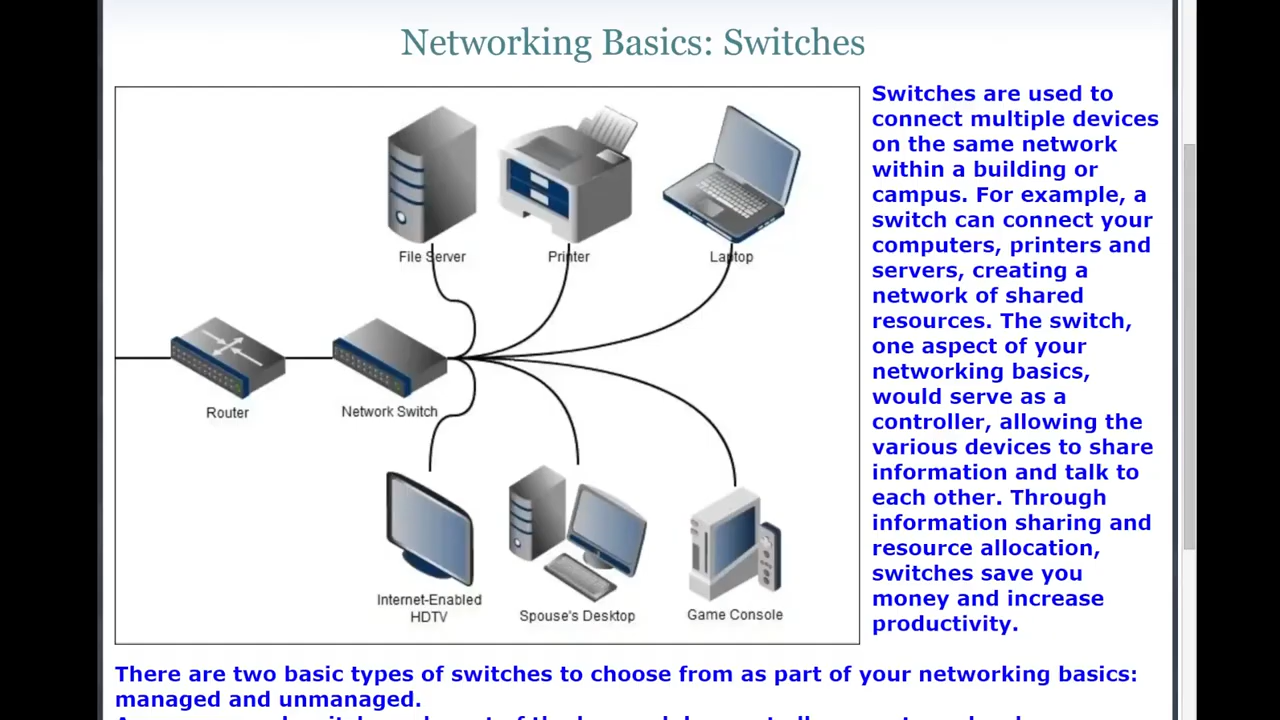 Networking Basics: Switches
Switches are used to
connect multiple devices
on the same network
within a building or
campus. For example, a
switch can connect your
computers, printers and
servers, creating a
network of shared
resources. The switch,
one aspect of your
networking basics,
would serve as a
controller, allowing the
various devices to share
information and talk to
each other. Through
information sharing and
resource allocation,
switches save you
money and increase
productivity.
File Server
Printer
Laptop
Router
Network Switch
Internet-Enabled
HDTV
Spouse's Desktop
Game Console
There are two basic types of switches to choose from as part of your networking basics:
managed and unmanaged.